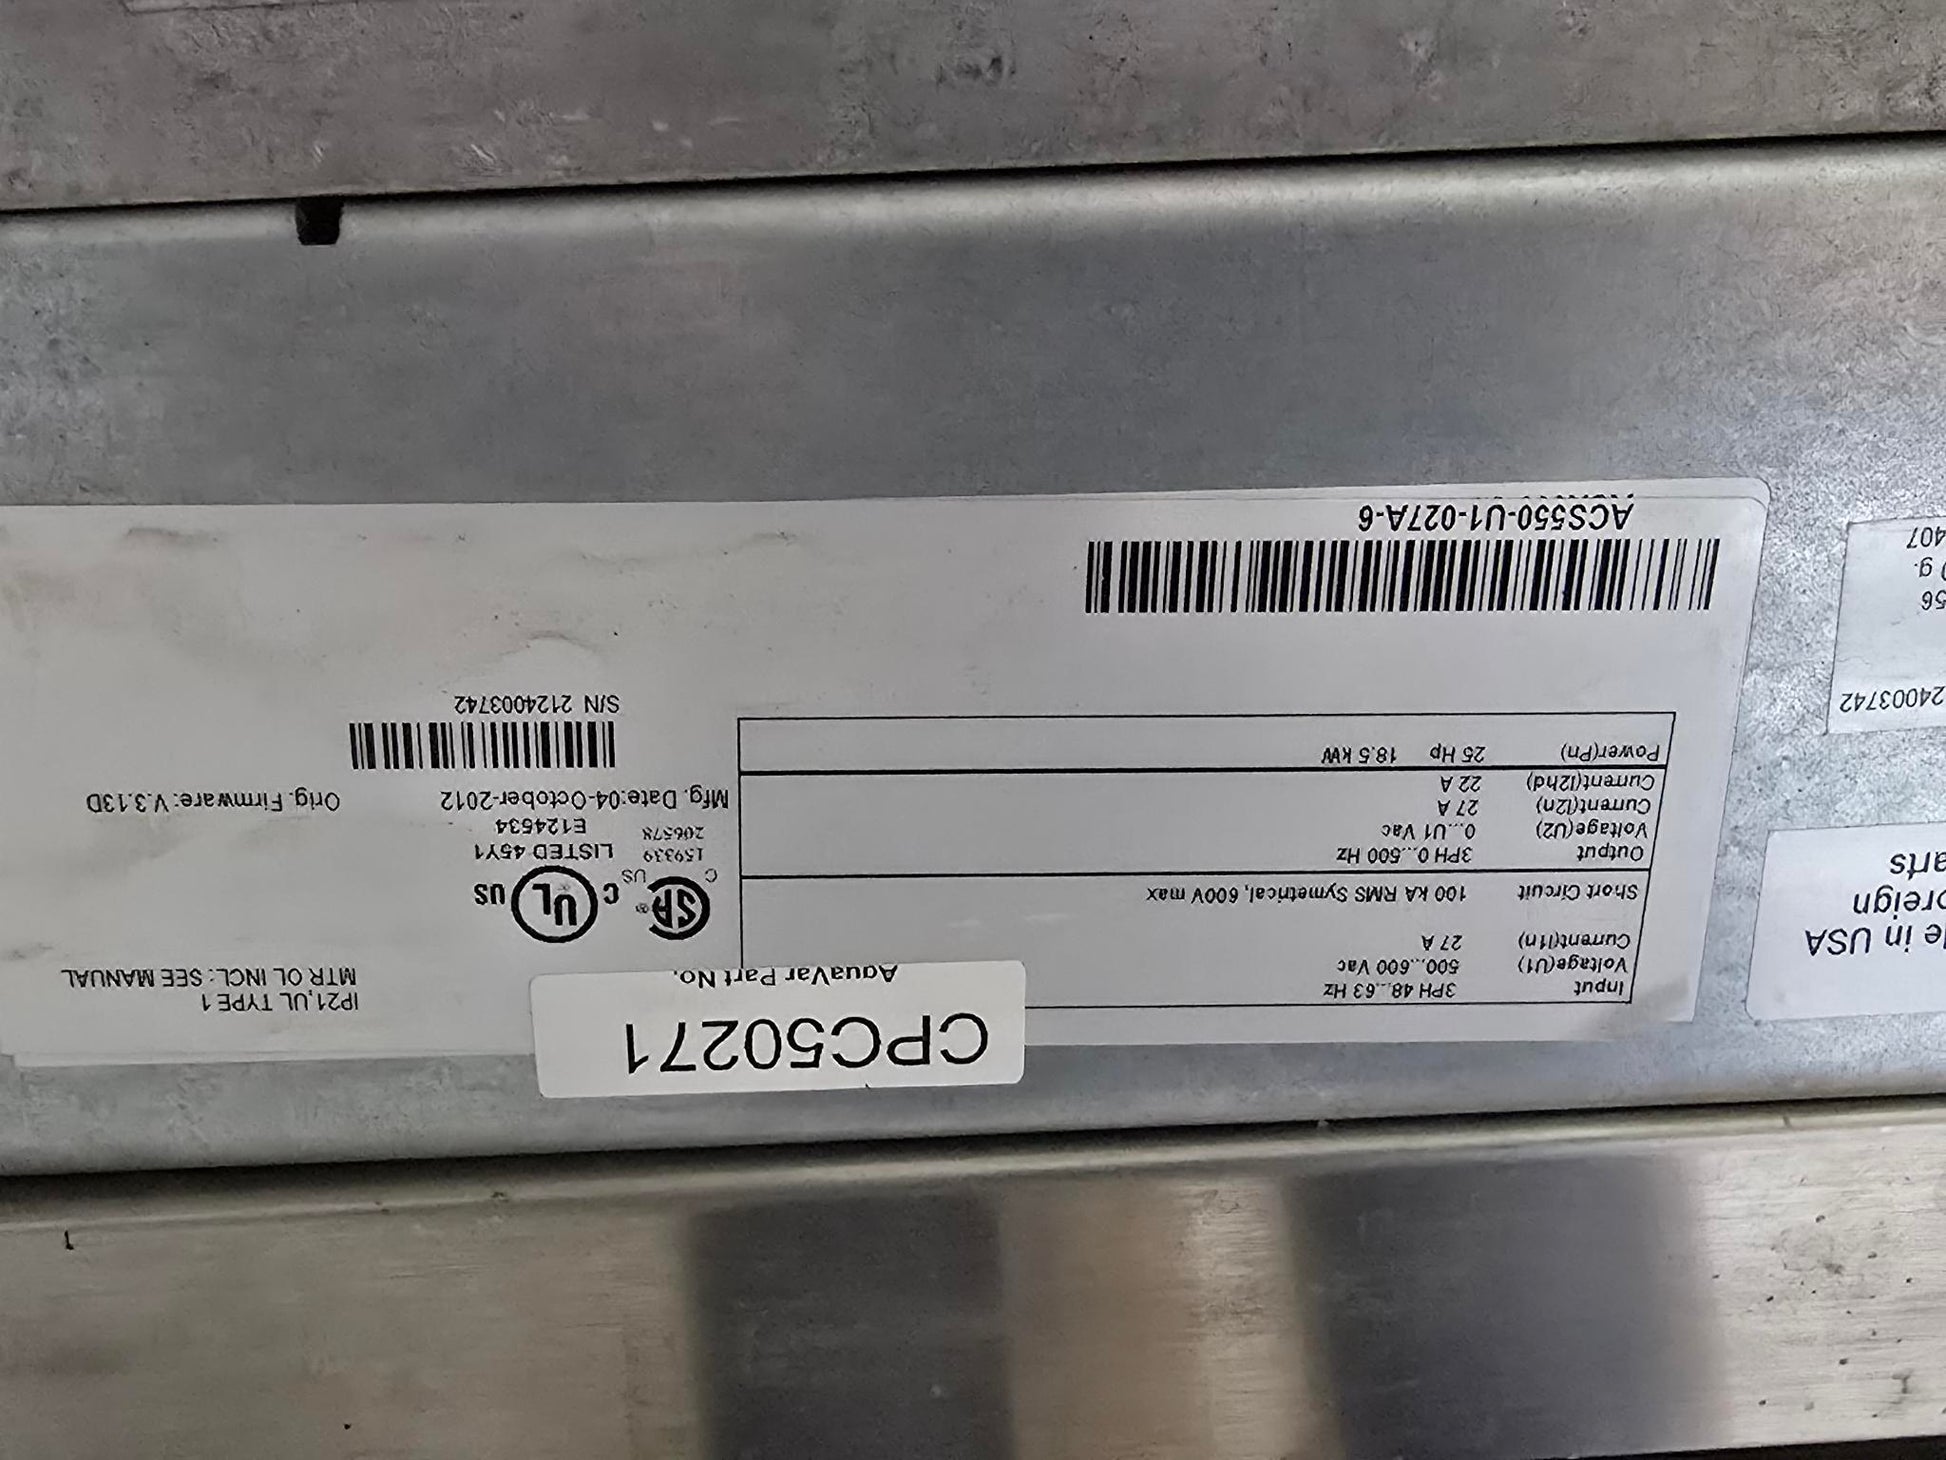 ACS550-U1-027A-6
Input 3PH 48...63 Hz
Voltage(U1) 500...600 Vac
Current(I1n) 27 A
Short Circuit 100 kA RMS Symetrical, 600V max
Output 3PH 0...500 Hz
Voltage(U2) 0...U1 Vac
Current(I2n) 27 A
Current(I2hd) 22 A
Power(Pn) 25 Hp 18.5 kW
CPC50271
AquaVar Part No.
IP21,UL TYPE 1
MTR OL INCL: SEE MANUAL
SA ® C US
159339
206578
C UL ® US
LISTED 45Y1
E124534
Mfg. Date:04-October-2012
Orig. Firmware: V.3.13D
S/N 2124003742
le in USA
oreign
arts
24003742
56
0 g.
407